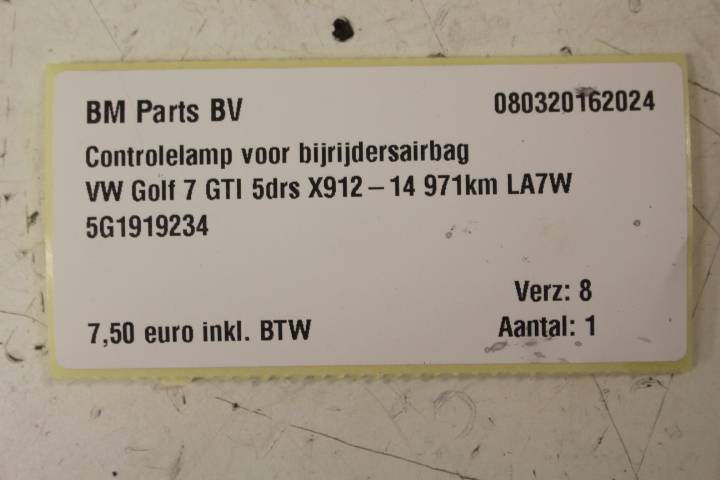 BM Parts BV 080320162024
Controlelamp voor bijrijdersairbag
VW Golf 7 GTI 5drs X912 – 14 971km LA7W
5G1919234
Verz: 8
7,50 euro inkl. BTW Aantal: 1